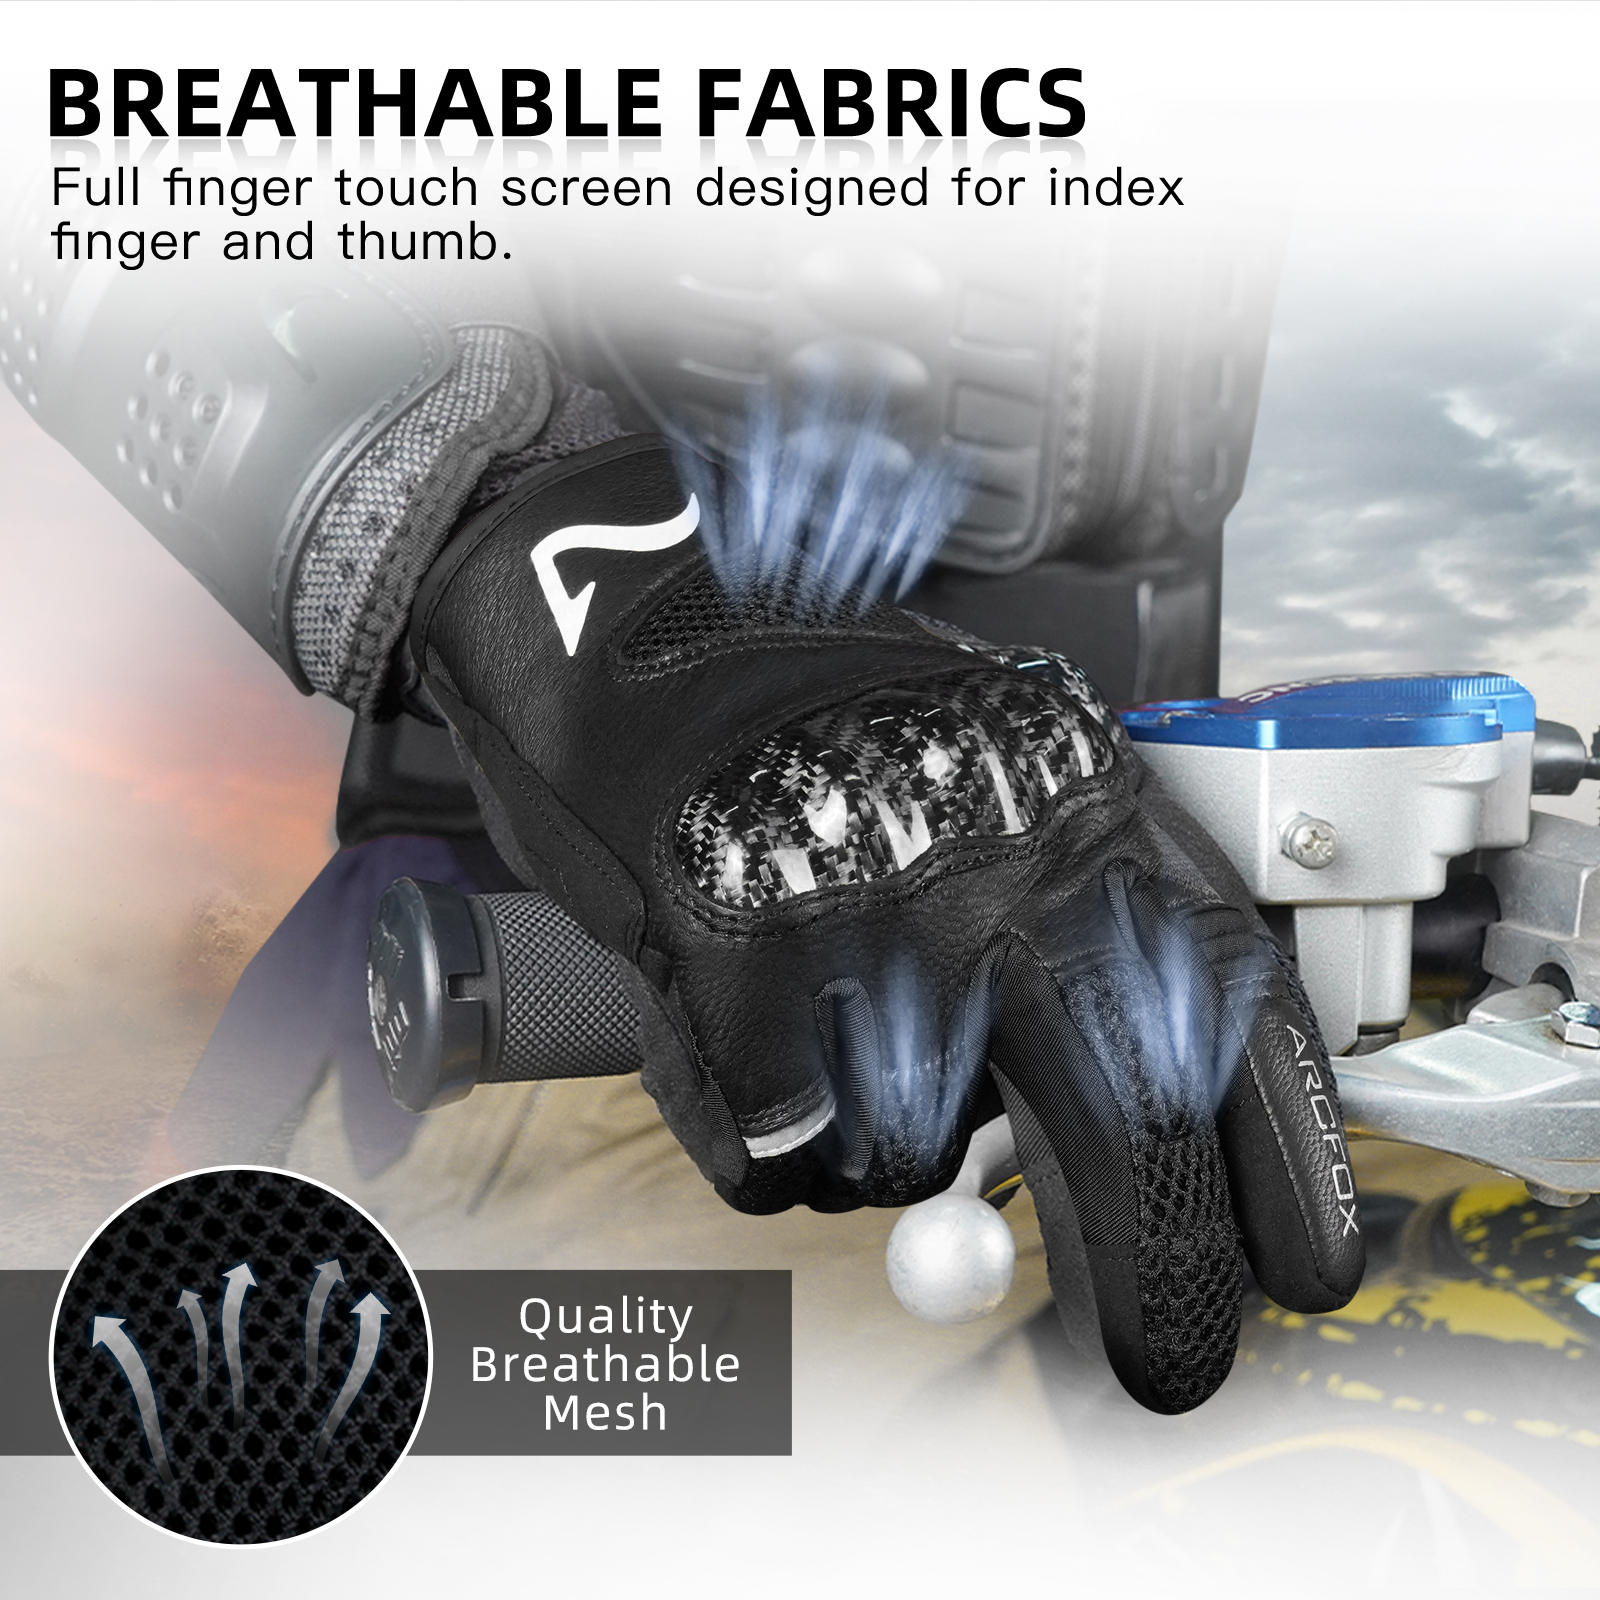 BREATHABLE FABRICS
Full finger touch screen designed for index
finger and thumb.
ARCFOX
Quality
Breathable
Mesh